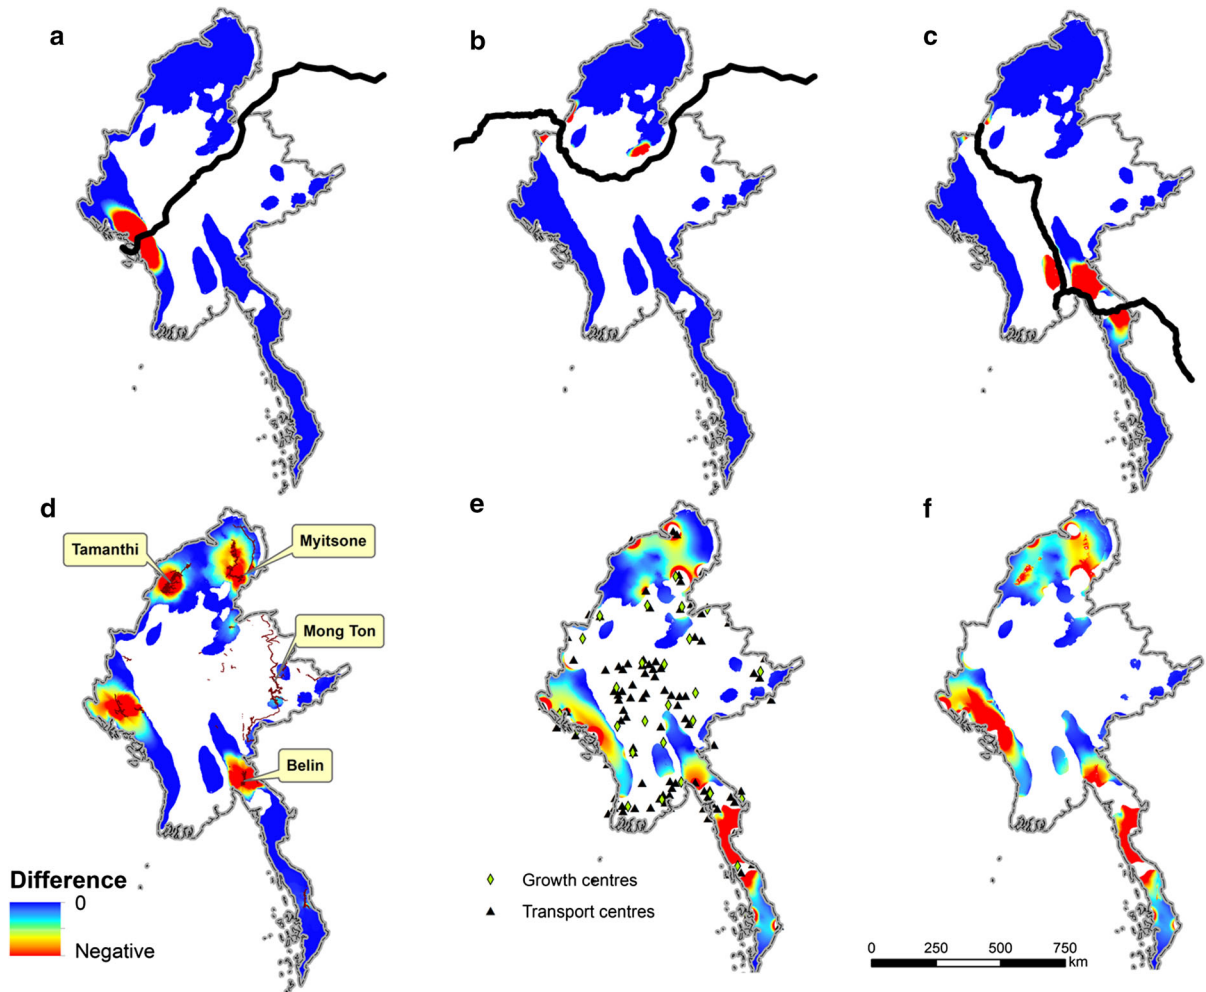 a
b
c
d
e
f
Tamanthi
Myitsone
Mong Ton
Belin
Difference
0
Negative
Growth centres
Transport centres
0 250 500 750
km